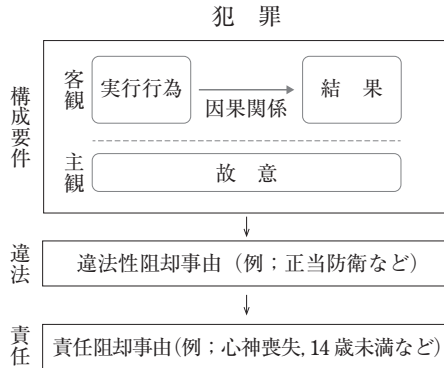 犯　罪
構成要件
客観
実行行為
因果関係
結　果
主観
故　意
違法
違法性阻却事由（例；正当防衛など）
責任
責任阻却事由(例；心神喪失, 14歳未満など)